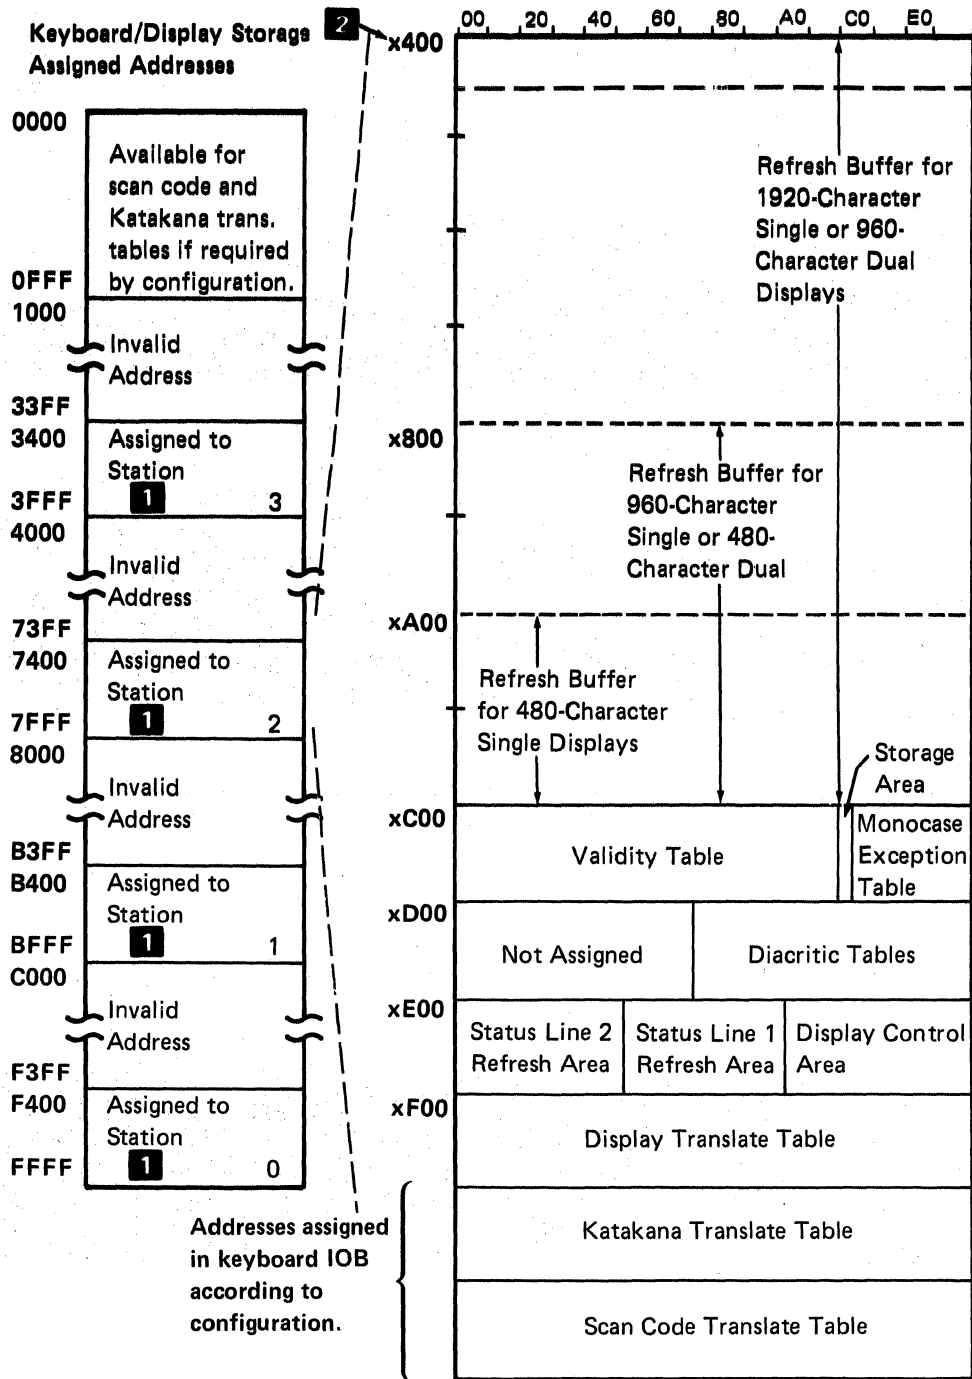 Keyboard/Display Storage
Assigned Addresses
2
0000
Available for
scan code and
Katakana trans.
tables if required
by configuration.
0FFF
1000
Invalid
Address
33FF
3400
Assigned to
Station
1 3
3FFF
4000
Invalid
Address
73FF
7400
Assigned to
Station
1 2
7FFF
8000
Invalid
Address
B3FF
B400
Assigned to
Station
1 1
BFFF
C000
Invalid
Address
F3FF
F400
Assigned to
Station
1 0
FFFF
Addresses assigned
in keyboard IOB
according to
configuration.
00 20 40 60 80 A0 C0 E0
x400
Refresh Buffer for
1920-Character
Single or 960-
Character Dual
Displays
x800
Refresh Buffer for
960-Character
Single or 480-
Character Dual
xA00
Refresh Buffer
for 480-Character
Single Displays
Storage
Area
xC00
Validity Table
Monocase
Exception
Table
xD00
Not Assigned
Diacritic Tables
xE00
Status Line 2
Refresh Area
Status Line 1
Refresh Area
Display Control
Area
xF00
Display Translate Table
Katakana Translate Table
Scan Code Translate Table